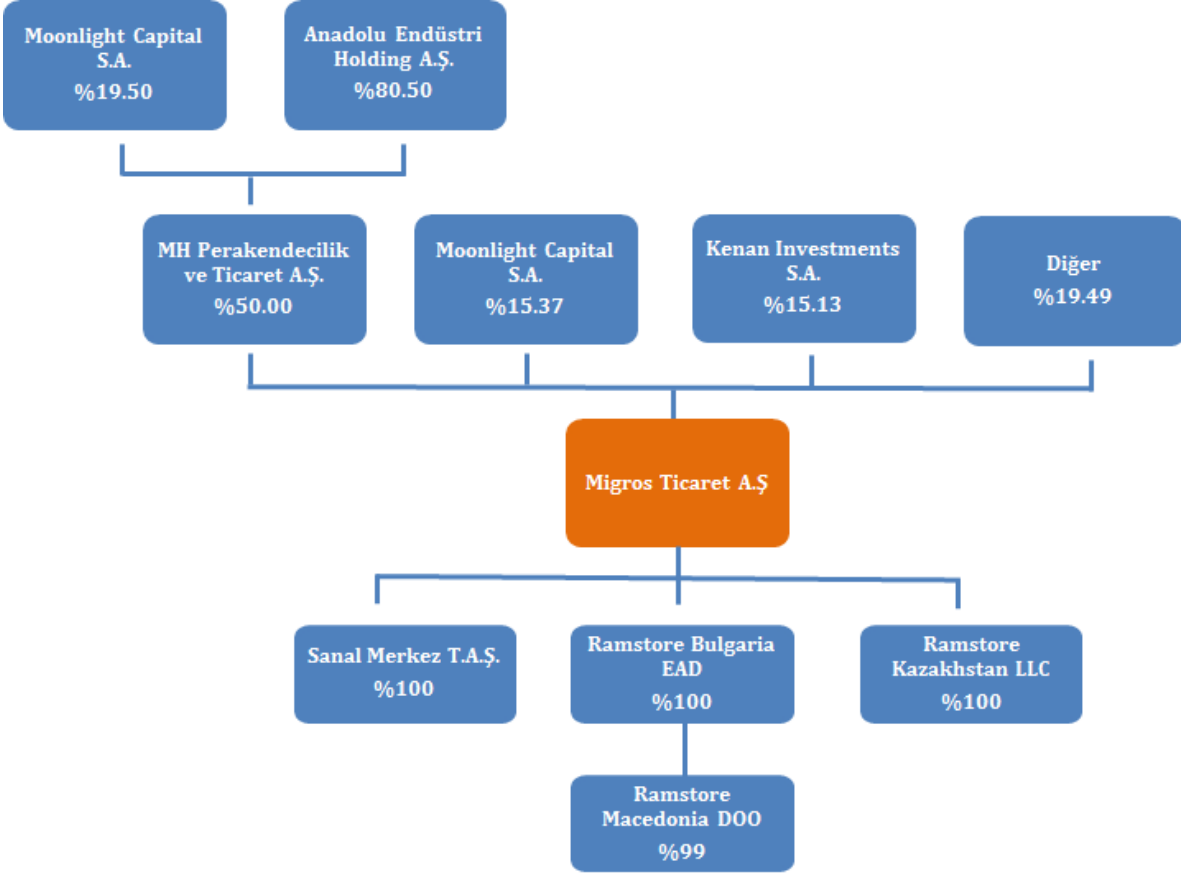 Moonlight Capital
S.A.
%19.50
Anadolu Endüstri
Holding A.Ş.
%80.50
MH Perakendecilik
ve Ticaret A.Ş.
%50.00
Moonlight Capital
S.A.
%15.37
Kenan Investments
S.A.
%15.13
Diğer
%19.49
Migros Ticaret A.Ş
Sanal Merkez T.A.Ş.
%100
Ramstore Bulgaria
EAD
%100
Ramstore
Kazakhstan LLC
%100
Ramstore
Macedonia DOO
%99